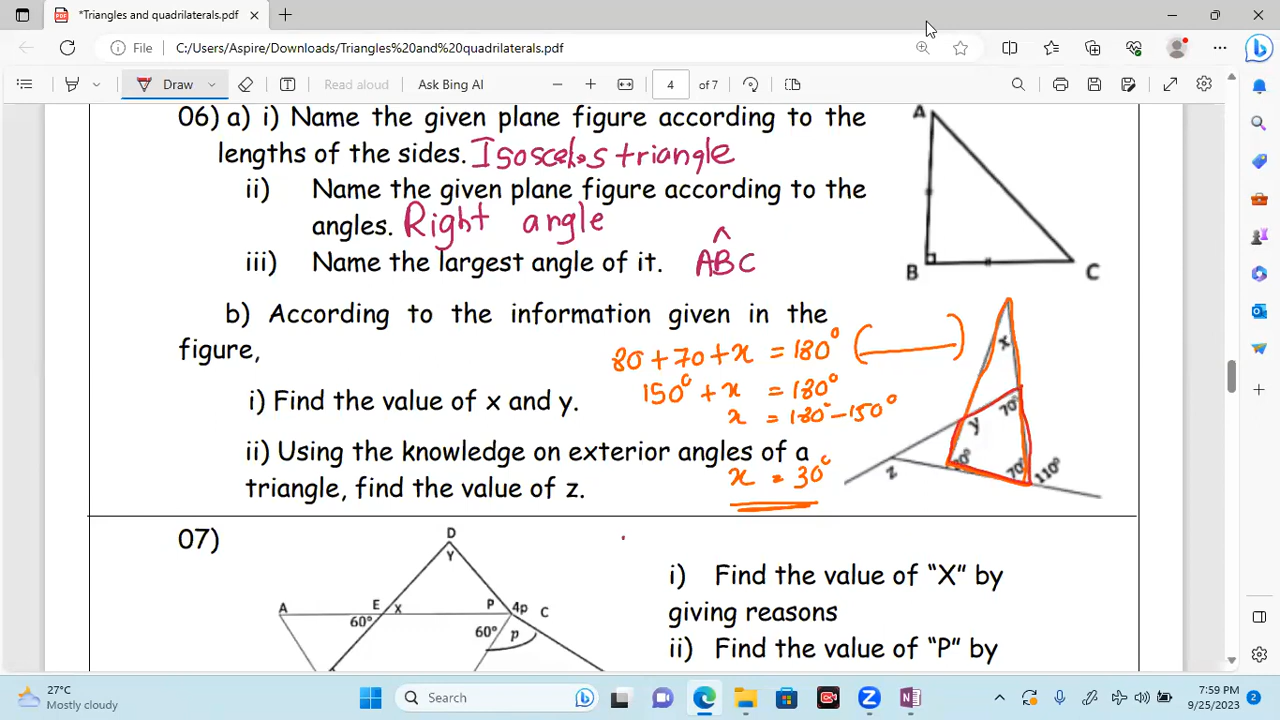 *Triangles and quadrilaterals.pdf
File C:/Users/Aspire/Downloads/Triangles%20and%20quadrilaterals.pdf
Draw Read aloud Ask Bing AI 4 of 7
06) a) i) Name the given plane figure according to the
lengths of the sides. Isosceles triangle
ii) Name the given plane figure according to the
angles. Right angle
iii) Name the largest angle of it. AB̂C
A
B
C
b) According to the information given in the
figure,
80 + 70 + x = 180°
150° + x = 180°
i) Find the value of x and y.
x = 180° - 150°
ii) Using the knowledge on exterior angles of a
triangle, find the value of z.
x = 30°
x
70°
y
z
70°
110°
07)
D
Y
A
E
x
P
4p
C
60°
60°
p
i) Find the value of "X" by
giving reasons
ii) Find the value of "P" by
27°C
Mostly cloudy
Search
7:59 PM
9/25/2023
2